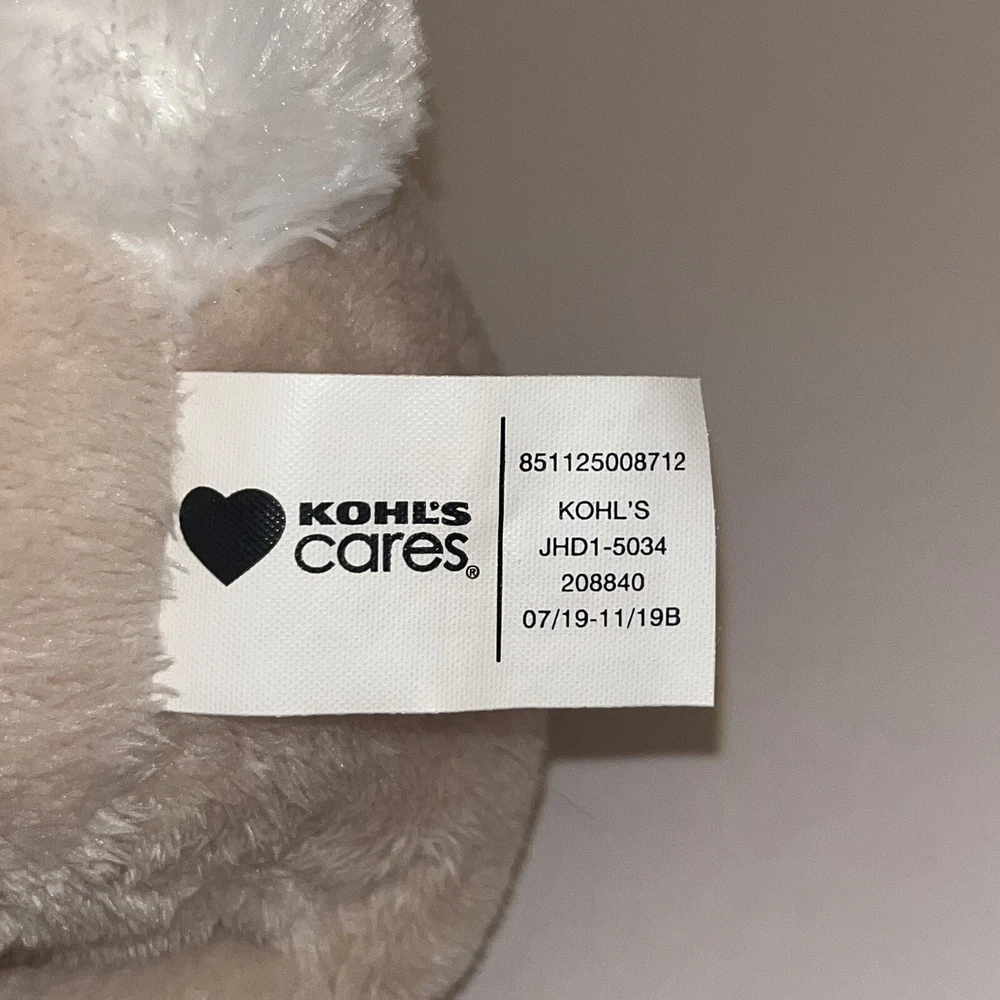 KOHL'S
cares®
851125008712
KOHL'S
JHD1-5034
208840
07/19-11/19B